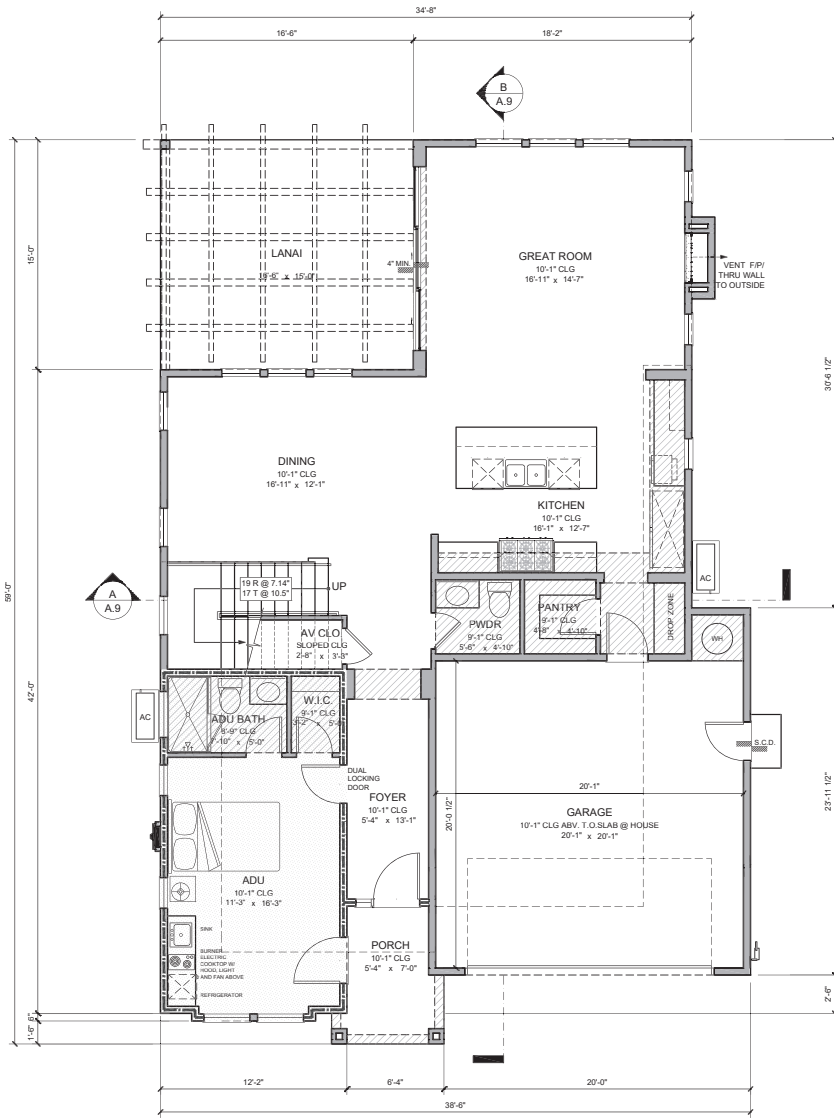 34'-8"
16'-6"
18'-2"
B
A.9
LANAI
15'-0"
4" MIN.
GREAT ROOM
10'-1" CLG
16'-11" x 14'-7"
VENT F/P/
THRU WALL
TO OUTSIDE
15'-0"
30'-6 1/2"
DINING
10'-1" CLG
16'-11" x 12'-1"
KITCHEN
10'-1" CLG
16'-1" x 12'-7"
59'-0"
A
A.9
19 R @ 7.14"
17 T @ 10.5"
UP
AV CLO
SLOPED CLG
2'-8" x 3'-3"
PWDR
9'-1" CLG
5'-6" x 4'-10"
PANTRY
9'-1" CLG
4'-8" x 4'-10"
DROP ZONE
AC
WH
42'-0"
AC
ADU BATH
8'-9" CLG
7'-10" x 5'-0"
W.I.C.
9'-1" CLG
S.C.D.
DUAL
LOCKING
DOOR
FOYER
10'-1" CLG
5'-4" x 13'-1"
20'-1"
20'-0 1/2"
GARAGE
10'-1" CLG ABV. T.O.SLAB @ HOUSE
20'-1" x 20'-1"
23'-11 1/2"
ADU
10'-1" CLG
11'-3" x 16'-3"
SINK
BURNER
ELECTRIC
COOKTOP W/
HOOD, LIGHT
AND FAN ABOVE
REFRIGERATOR
PORCH
10'-1" CLG
5'-4" x 7'-0"
2'-6"
1'-6"
6"
12'-2"
6'-4"
20'-0"
38'-6"